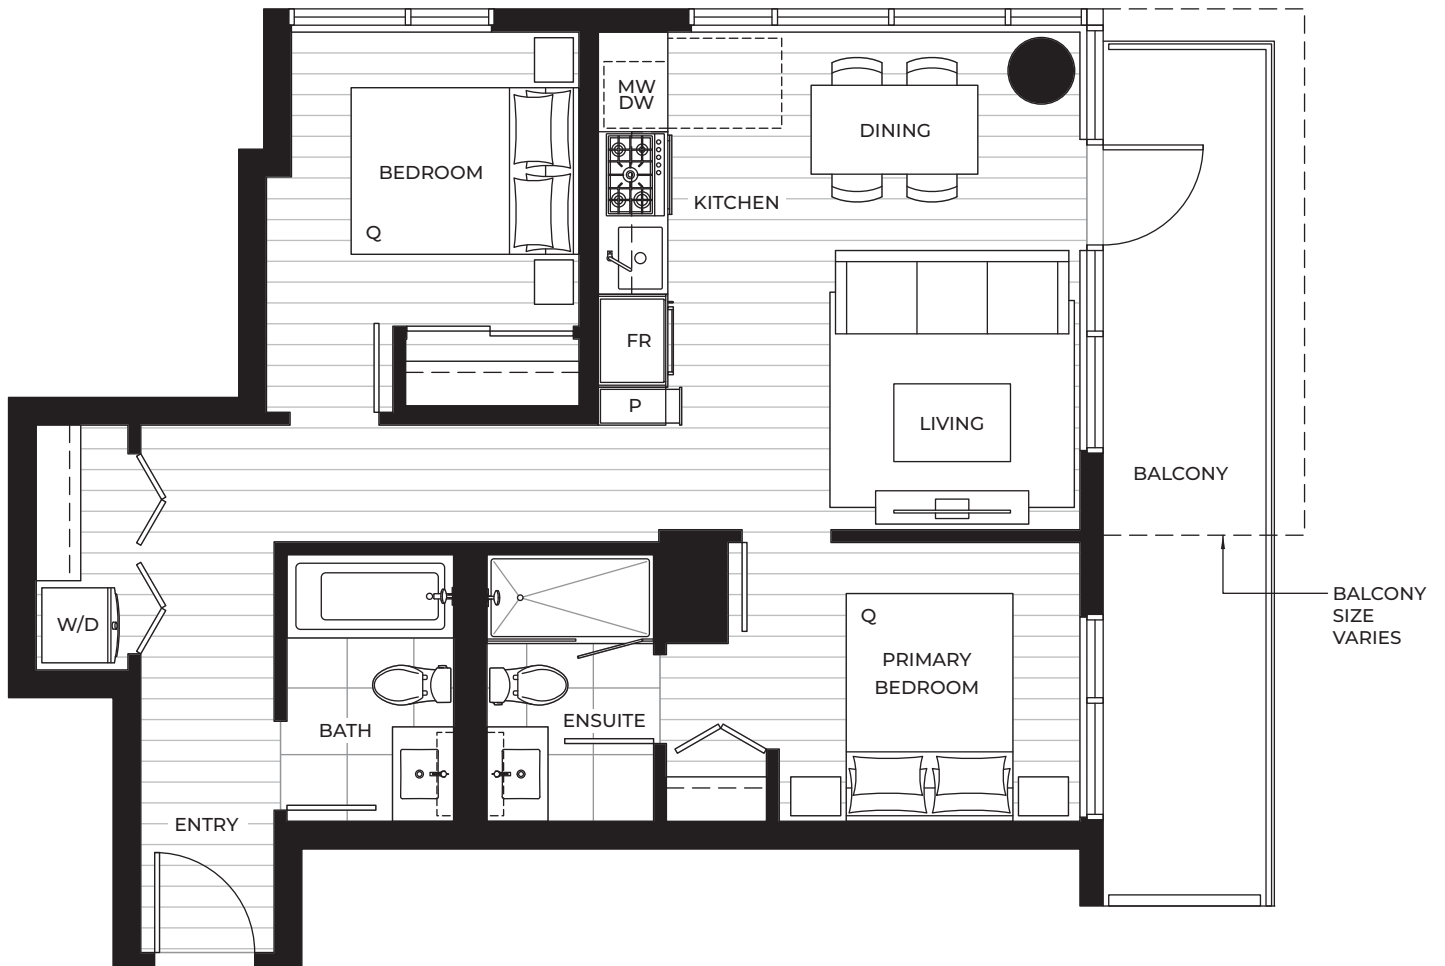 MW
DW
DINING
BEDROOM
KITCHEN
Q
FR
P
LIVING
BALCONY
BALCONY
SIZE
VARIES
W/D
Q
PRIMARY
BEDROOM
BATH
ENSUITE
ENTRY